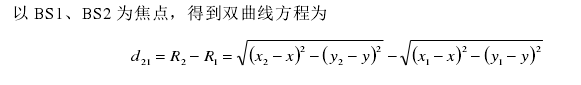 以 BS1、BS2 为焦点，得到双曲线方程为
d₂₁ = R₂ − R₁ = √((x₂ − x)² − (y₂ − y)²) − √((x₁ − x)² − (y₁ − y)²)